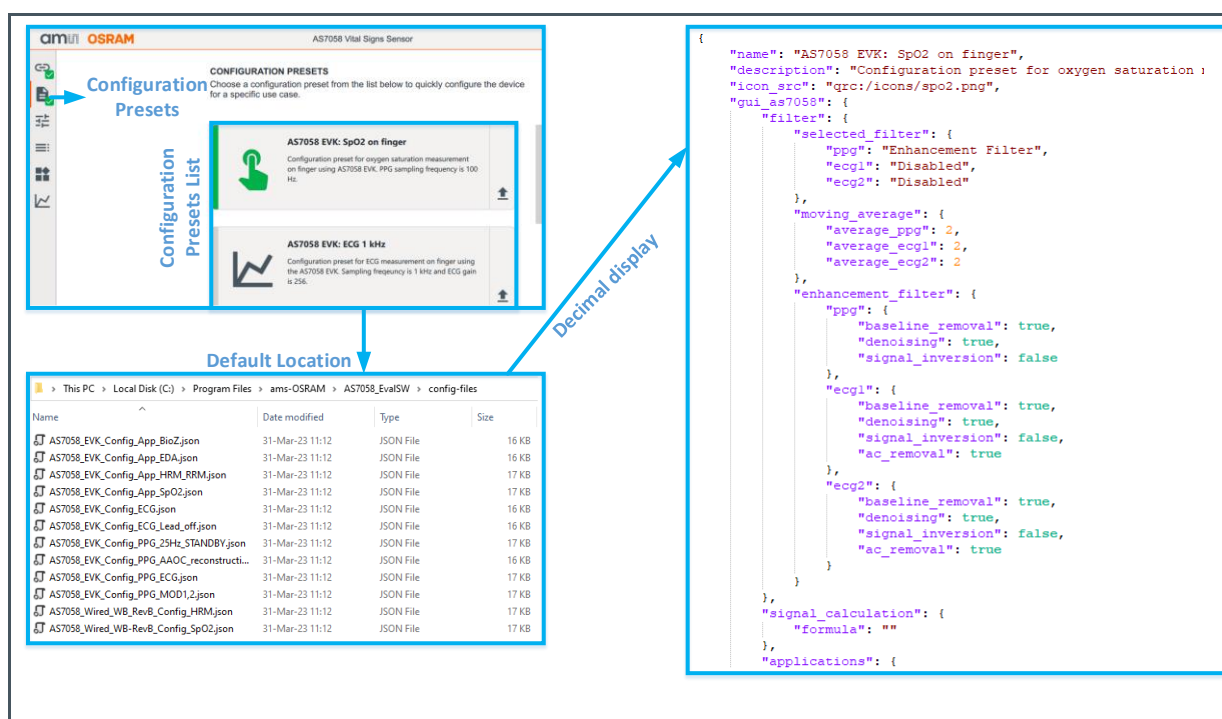 amu OSRAM
AS7058 Vital Signs Sensor
CONFIGURATION PRESETS
Choose a configuration preset from the list below to quickly configure the device
for a specific use case.
Configuration
Presets
Configuration
Presets List
AS7058 EVK: SpO2 on finger
Configuration preset for oxygen saturation measurement
on finger using AS7058 EVK. PPG sampling frequency is 100
Hz.
AS7058 EVK: ECG 1 kHz
Configuration preset for ECG measurement on finger using
the AS7058 EVK. Sampling freqeuncy is 1 kHz and ECG gain
is 256.
Default Location
Decimal display
> This PC > Local Disk (C:) > Program Files > ams-OSRAM > AS7058_EvalSW > config-files
Name Date modified Type Size
AS7058_EVK_Config_App_BioZ.json 31-Mar-23 11:12 JSON File 16 KB
AS7058_EVK_Config_App_EDA.json 31-Mar-23 11:12 JSON File 16 KB
AS7058_EVK_Config_App_HRM_RRM.json 31-Mar-23 11:12 JSON File 17 KB
AS7058_EVK_Config_App_SpO2.json 31-Mar-23 11:12 JSON File 17 KB
AS7058_EVK_Config_ECG.json 31-Mar-23 11:12 JSON File 16 KB
AS7058_EVK_Config_ECG_Lead_off.json 31-Mar-23 11:12 JSON File 16 KB
AS7058_EVK_Config_PPG_25Hz_STANDBY.json 31-Mar-23 11:12 JSON File 17 KB
AS7058_EVK_Config_PPG_AAOC_reconstructi... 31-Mar-23 11:12 JSON File 16 KB
AS7058_EVK_Config_PPG_ECG.json 31-Mar-23 11:12 JSON File 17 KB
AS7058_EVK_Config_PPG_MOD1,2.json 31-Mar-23 11:12 JSON File 17 KB
AS7058_Wired_WB_RevB_Config_HRM.json 31-Mar-23 11:12 JSON File 17 KB
AS7058_Wired_WB-RevB_Config_SpO2.json 31-Mar-23 11:12 JSON File 17 KB
{
"name": "AS7058 EVK: SpO2 on finger",
"description": "Configuration preset for oxygen saturation
"icon_src": "qrc:/icons/spo2.png",
"gui_as7058": {
"filter": {
"selected_filter": {
"ppg": "Enhancement Filter",
"ecg1": "Disabled",
"ecg2": "Disabled"
},
"moving_average": {
"average_ppg": 2,
"average_ecg1": 2,
"average_ecg2": 2
},
"enhancement_filter": {
"ppg": {
"baseline_removal": true,
"denoising": true,
"signal_inversion": false
},
"ecg1": {
"baseline_removal": true,
"denoising": true,
"signal_inversion": false,
"ac_removal": true
},
"ecg2": {
"baseline_removal": true,
"denoising": true,
"signal_inversion": false,
"ac_removal": true
}
}
},
"signal_calculation": {
"formula": ""
},
"applications": {